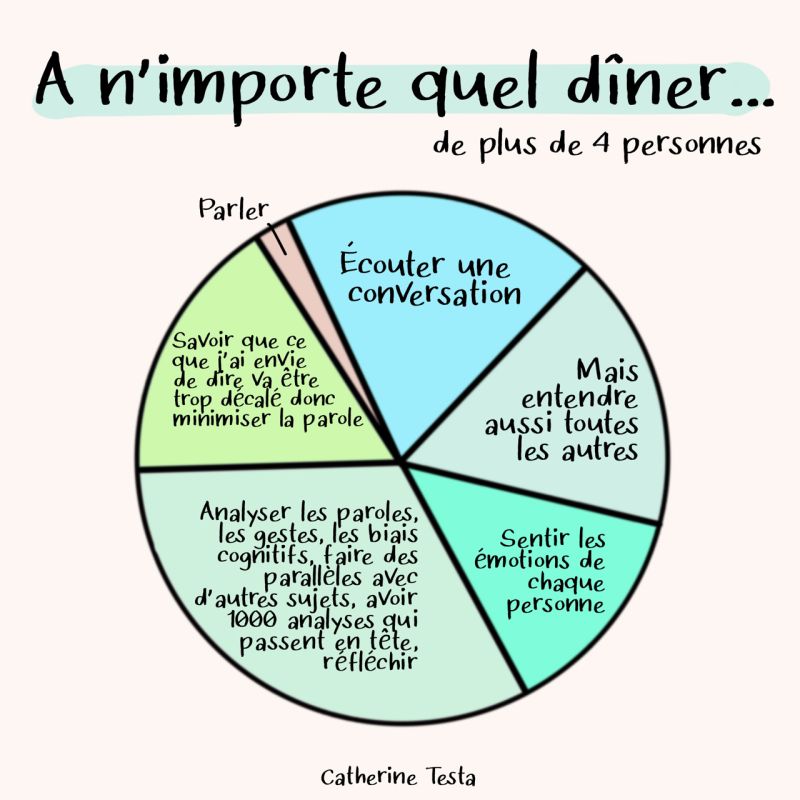 A n'importe quel dîner...
de plus de 4 personnes
Parler
Écouter une
conversation
Mais
entendre
aussi toutes
les autres
Sentir les
émotions de
chaque
personne
Analyser les paroles,
les gestes, les biais
cognitifs, faire des
parallèles avec
d'autres sujets, avoir
1000 analyses qui
passent en tête,
réfléchir
Savoir que ce
que j'ai envie
de dire va être
trop décalé donc
minimiser la parole
Catherine Testa